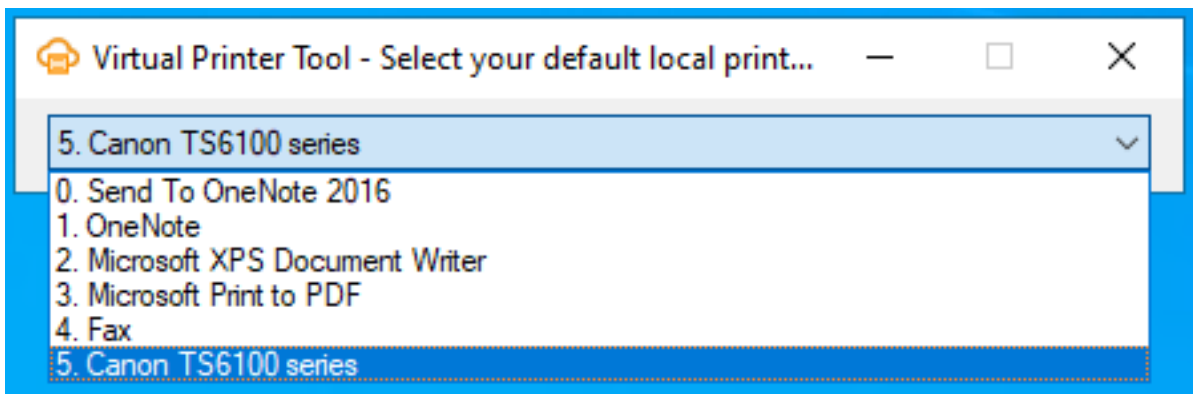 Virtual Printer Tool - Select your default local print...
5. Canon TS6100 series
0. Send To OneNote 2016
1. OneNote
2. Microsoft XPS Document Writer
3. Microsoft Print to PDF
4. Fax
5. Canon TS6100 series